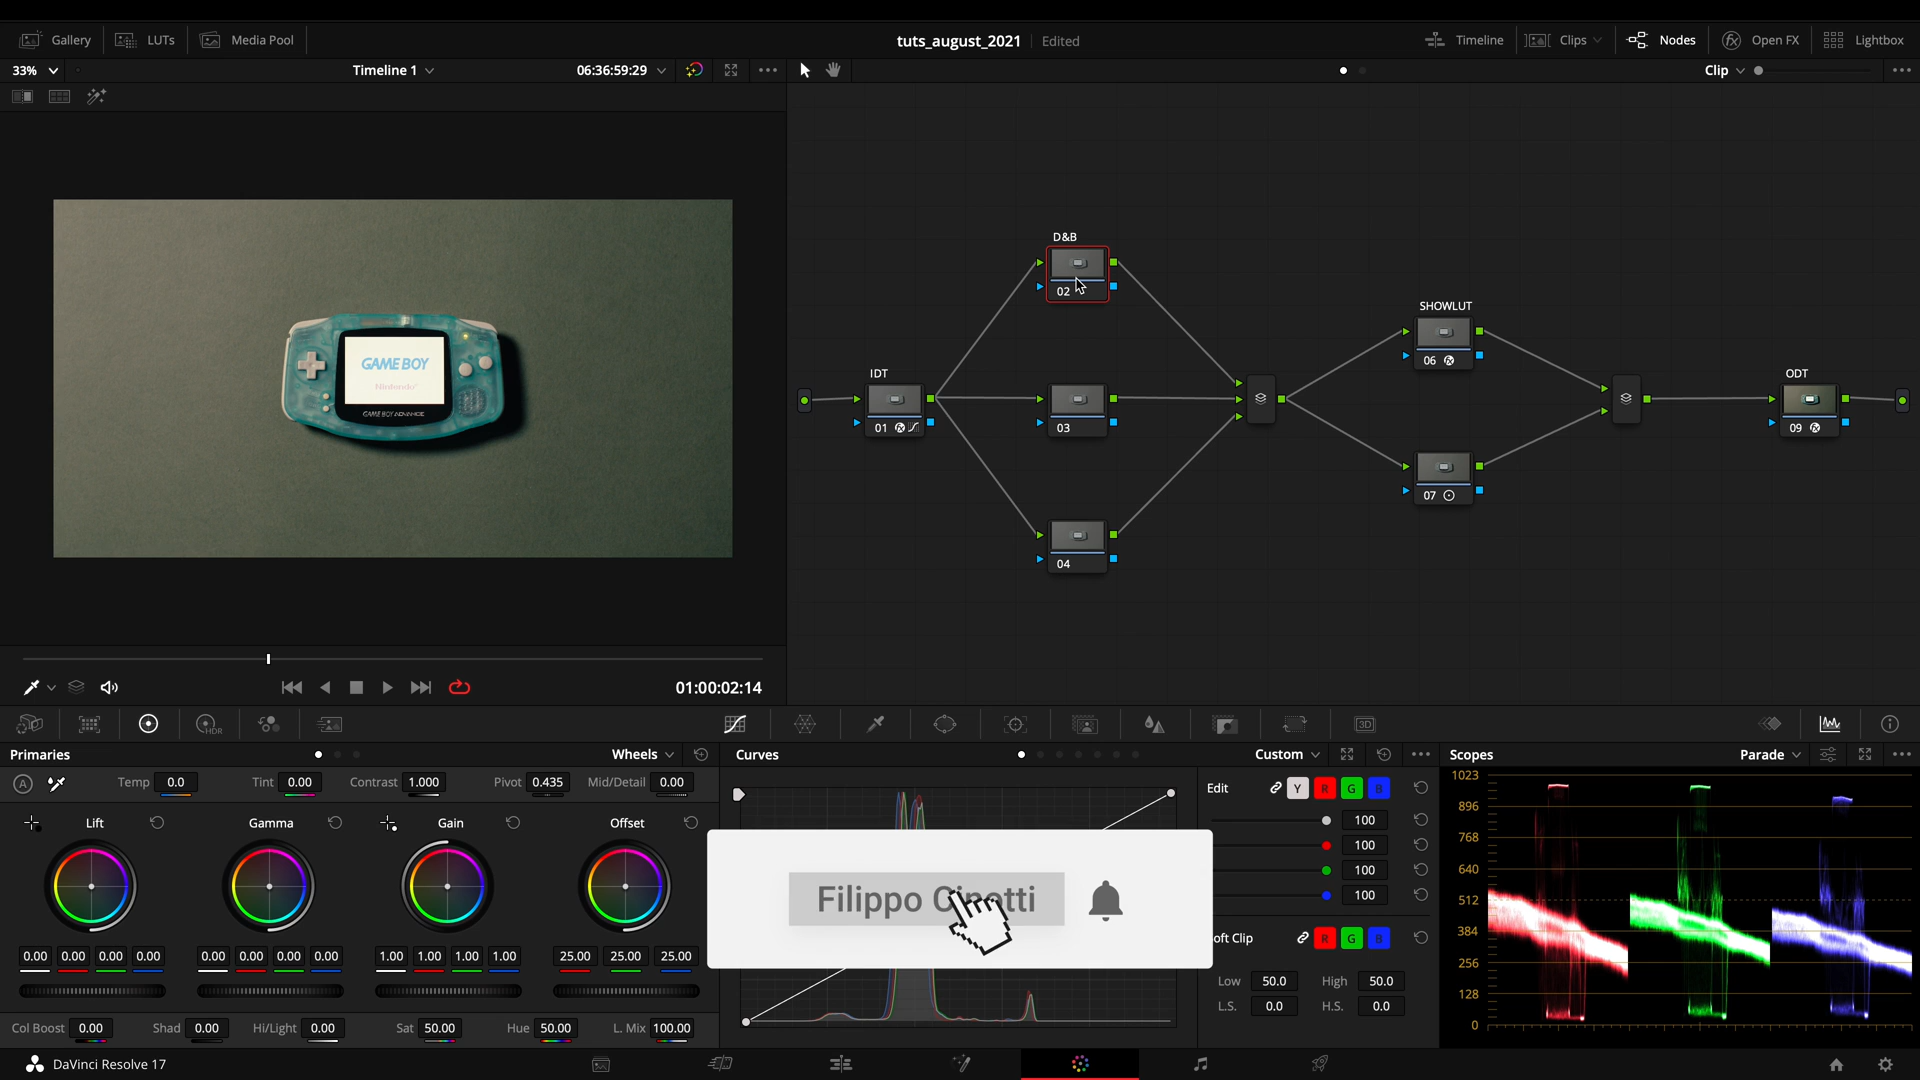 Gallery
LUTs
Media Pool
tuts_august_2021
Edited
Timeline
Clips
Nodes
Open FX
Lightbox
33%
Timeline 1
06:36:59:29
Clip
GAME BOY
Nintendo
GAME BOY ADVANCE
D&B
02
IDT
01
03
04
SHOWLUT
06
07
ODT
09
01:00:02:14
HDR
3D
Primaries
Wheels
Curves
Custom
Scopes
Parade
A
Temp 0.0
Tint 0.00
Contrast 1.000
Pivot 0.435
Mid/Detail 0.00
Lift
Gamma
Gain
Offset
0.00 0.00 0.00 0.00
0.00 0.00 0.00 0.00
1.00 1.00 1.00 1.00
25.00 25.00 25.00
Col Boost 0.00
Shad 0.00
Hi/Light 0.00
Sat 50.00
Hue 50.00
L. Mix 100.00
Edit
Y R G B
100
100
100
100
oft Clip
R G B
Low 50.0 High 50.0
L.S. 0.0 H.S. 0.0
1023
896
768
640
512
384
256
128
0
DaVinci Resolve 17